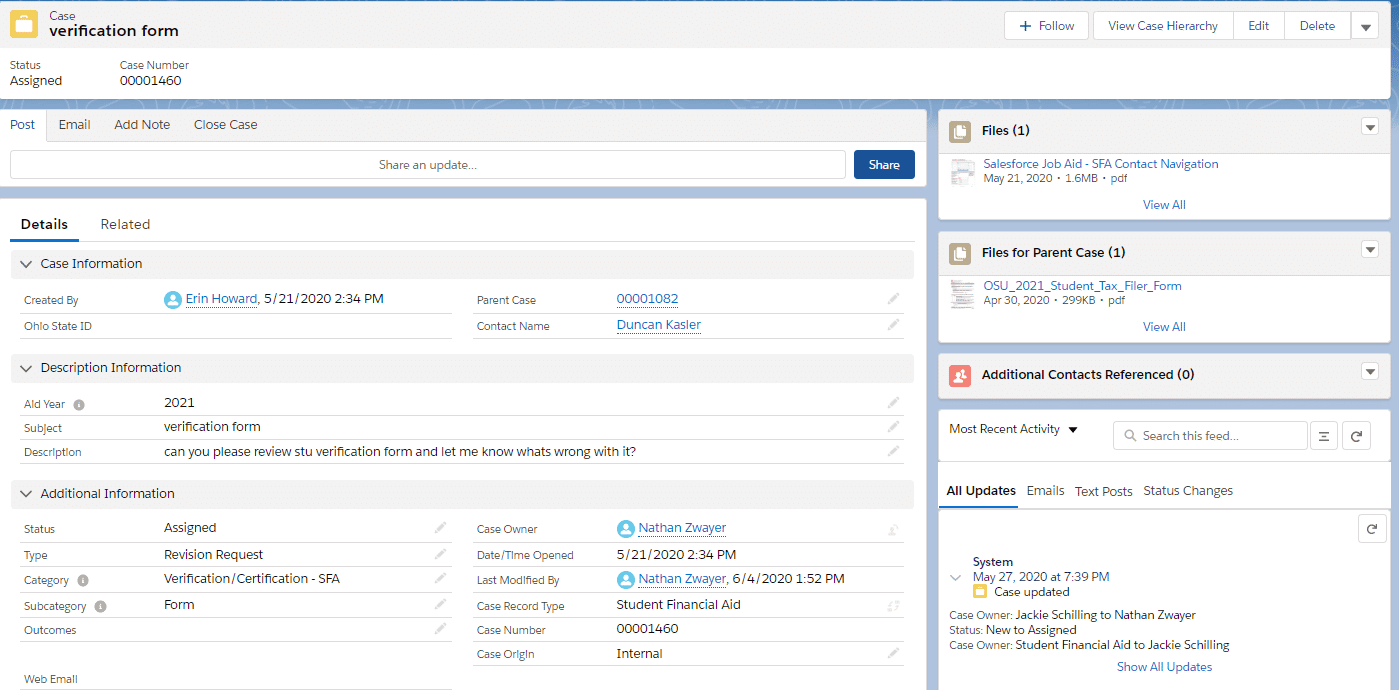 Case
verification form
+ Follow
View Case Hierarchy
Edit
Delete
Status
Case Number
Assigned
00001460
Post
Email
Add Note
Close Case
Share an update...
Share
Details
Related
Case Information
Created By
Erin Howard, 5/21/2020 2:34 PM
Parent Case
00001082
Ohio State ID
Contact Name
Duncan Kasler
Description Information
Aid Year
2021
Subject
verification form
Description
can you please review stu verification form and let me know whats wrong with it?
Additional Information
Status
Assigned
Case Owner
Nathan Zwayer
Type
Revision Request
Date/Time Opened
5/21/2020 2:34 PM
Category
Verification/Certification - SFA
Last Modified By
Nathan Zwayer, 6/4/2020 1:52 PM
Subcategory
Form
Case Record Type
Student Financial Aid
Outcomes
Case Number
00001460
Case Origin
Internal
Web Email
Files (1)
Salesforce Job Aid - SFA Contact Navigation
May 21, 2020 • 1.6MB • pdf
View All
Files for Parent Case (1)
OSU_2021_Student_Tax_Filer_Form
Apr 30, 2020 • 299KB • pdf
View All
Additional Contacts Referenced (0)
Most Recent Activity
Search this feed...
All Updates
Emails
Text Posts
Status Changes
System
May 27, 2020 at 7:39 PM
Case updated
Case Owner: Jackie Schilling to Nathan Zwayer
Status: New to Assigned
Case Owner: Student Financial Aid to Jackie Schilling
Show All Updates